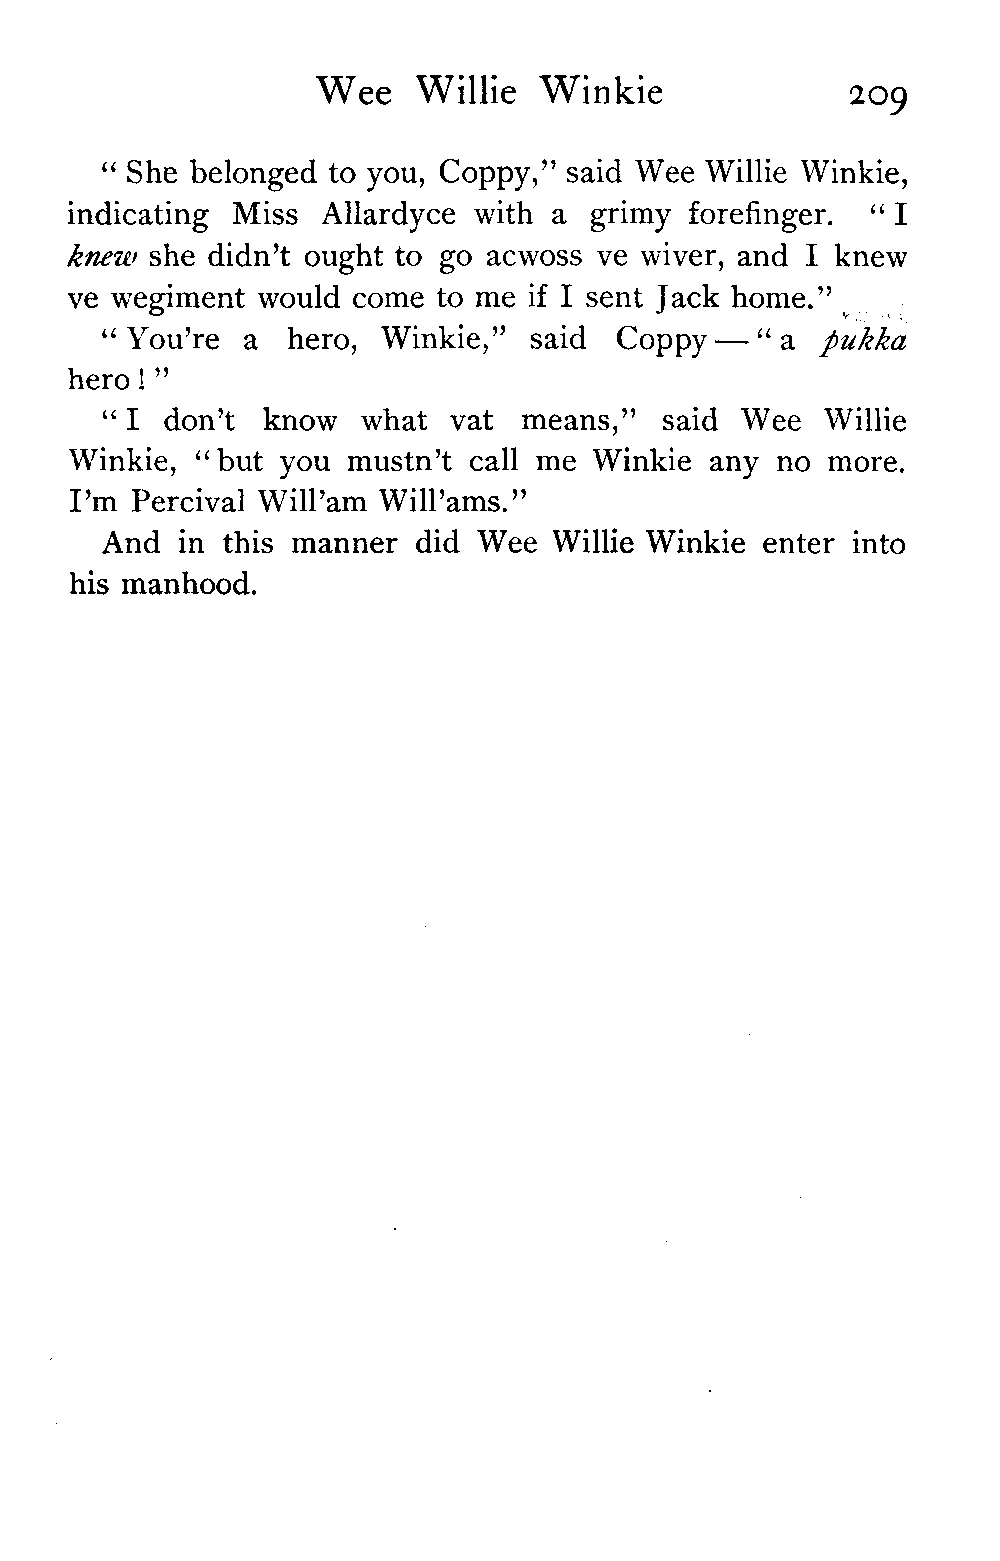 Wee Willie Winkie 209
“ She belonged to you, Coppy,” said Wee Willie Winkie,
indicating Miss Allardyce with a grimy forefinger. “ I
knew she didn't ought to go acwoss ve wiver, and I knew
ve wegiment would come to me if I sent Jack home.”
“ You're a hero, Winkie,” said Coppy — “ a pukka
hero ! ”
“ I don't know what vat means,” said Wee Willie
Winkie, “ but you mustn't call me Winkie any no more.
I'm Percival Will'am Will'ams.”
And in this manner did Wee Willie Winkie enter into
his manhood.